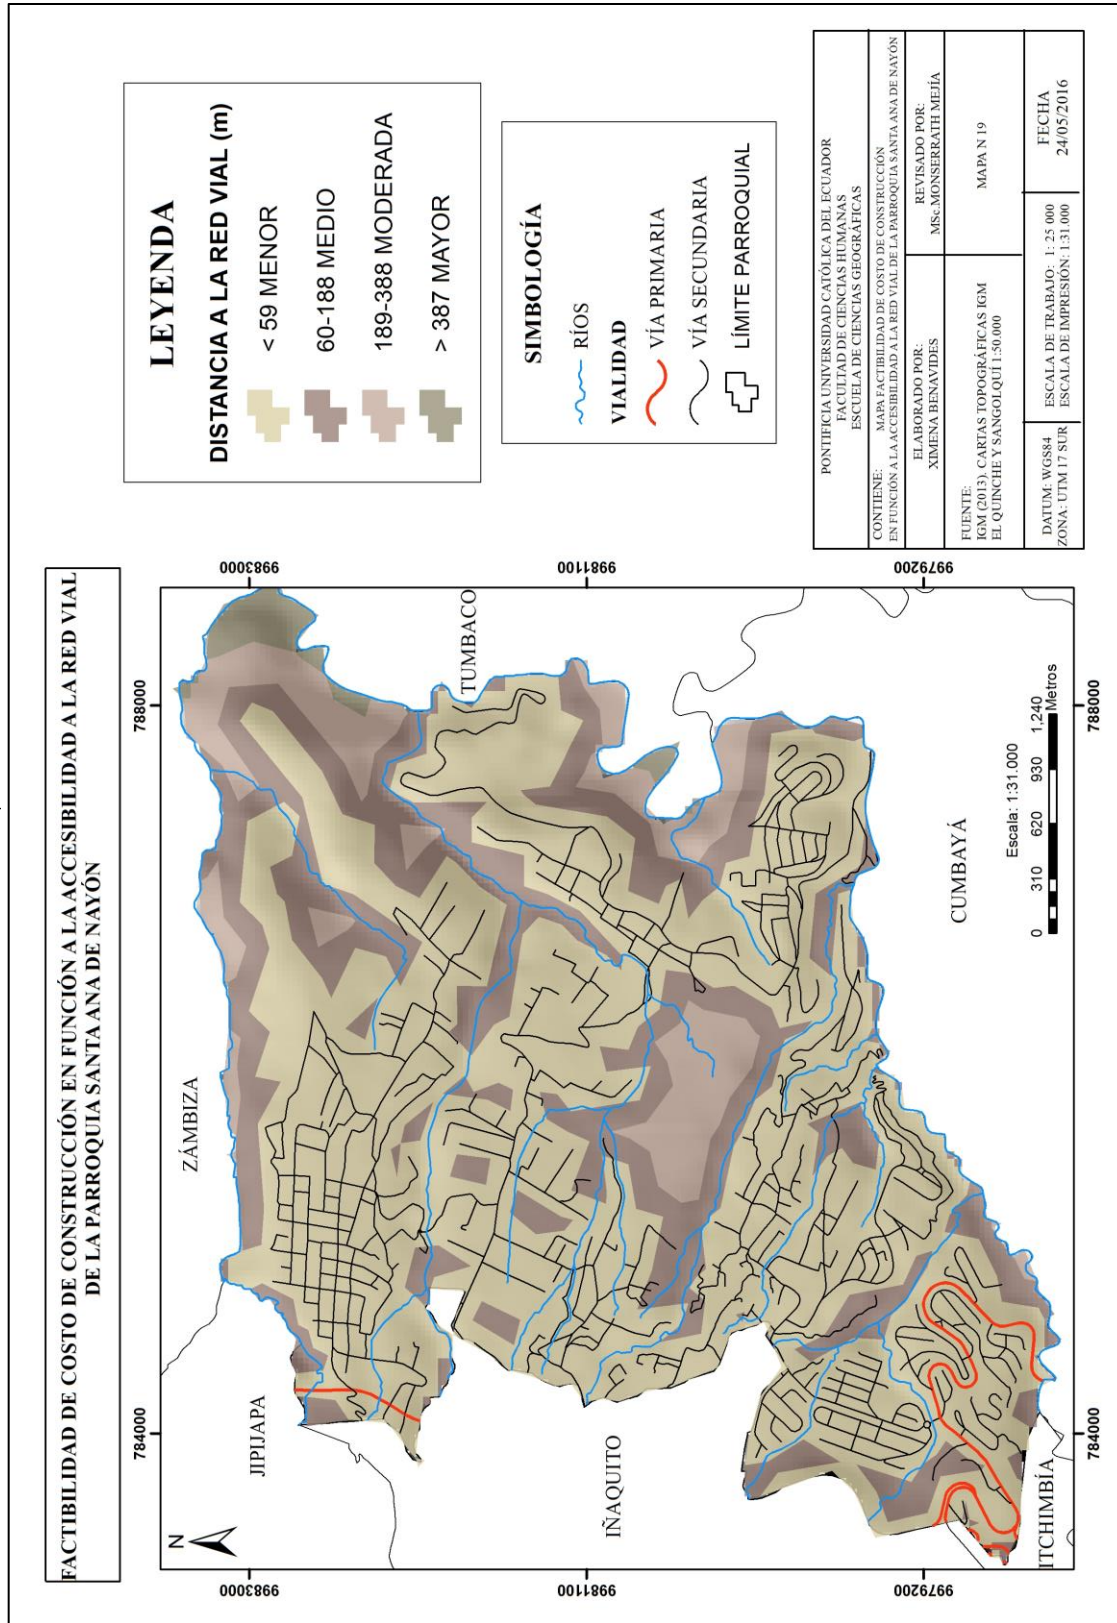 FACTIBILIDAD DE COSTO DE CONSTRUCCIÓN EN FUNCIÓN A LA ACCESIBILIDAD A LA RED VIAL
DE LA PARROQUIA SANTA ANA DE NAYÓN
N
784000
788000
9983000
9981100
9979200
9983000
9981100
9979200
784000
788000
ZÁMBIZA
JIPIJAPA
TUMBACO
IÑAQUITO
CUMBAYÁ
ITCHIMBÍA
Escala: 1:31.000
0 310 620 930 1,240
Metros
LEYENDA
DISTANCIA A LA RED VIAL (m)
< 59 MENOR
60-188 MEDIO
189-388 MODERADA
> 387 MAYOR
SIMBOLOGÍA
RÍOS
VIALIDAD
VÍA PRIMARIA
VÍA SECUNDARIA
LÍMITE PARROQUIAL
PONTIFICIA UNIVERSIDAD CATÓLICA DEL ECUADOR
FACULTAD DE CIENCIAS HUMANAS
ESCUELA DE CIENCIAS GEOGRÁFICAS
CONTIENE: MAPA FACTIBILIDAD DE COSTO DE CONSTRUCCIÓN
EN FUNCIÓN A LA ACCESIBILIDAD A LA RED VIAL DE LA PARROQUIA SANTA ANA DE NAYÓN
ELABORADO POR:
XIMENA BENAVIDES
REVISADO POR:
MSc.MONSERRATH MEJÍA
FUENTE:
IGM (2013). CARTAS TOPOGRÁFICAS IGM
EL QUINCHE Y SANGOLQUÍ 1:50.000
MAPA N 19
DATUM: WGS84
ZONA: UTM 17 SUR
ESCALA DE TRABAJO: 1: 25 000
ESCALA DE IMPRESIÓN: 1:31.000
FECHA
24/05/2016